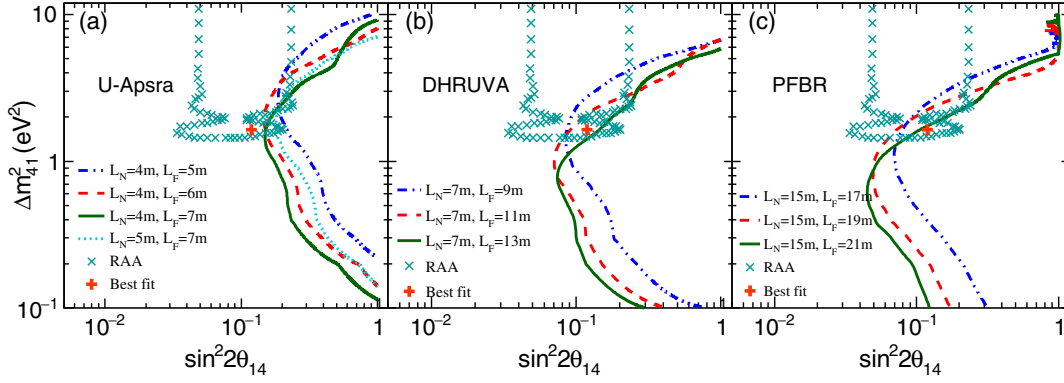 (a)
U-Apsra
L_N=4m, L_F=5m
L_N=4m, L_F=6m
L_N=4m, L_F=7m
L_N=5m, L_F=7m
RAA
Best fit
Δm²₄₁ (eV²)
10
1
10⁻¹
10⁻² 10⁻¹ 1
sin²2θ₁₄
(b)
DHRUVA
L_N=7m, L_F=9m
L_N=7m, L_F=11m
L_N=7m, L_F=13m
RAA
Best fit
10⁻² 10⁻¹ 1
sin²2θ₁₄
(c)
PFBR
L_N=15m, L_F=17m
L_N=15m, L_F=19m
L_N=15m, L_F=21m
RAA
Best fit
10⁻² 10⁻¹ 1
sin²2θ₁₄